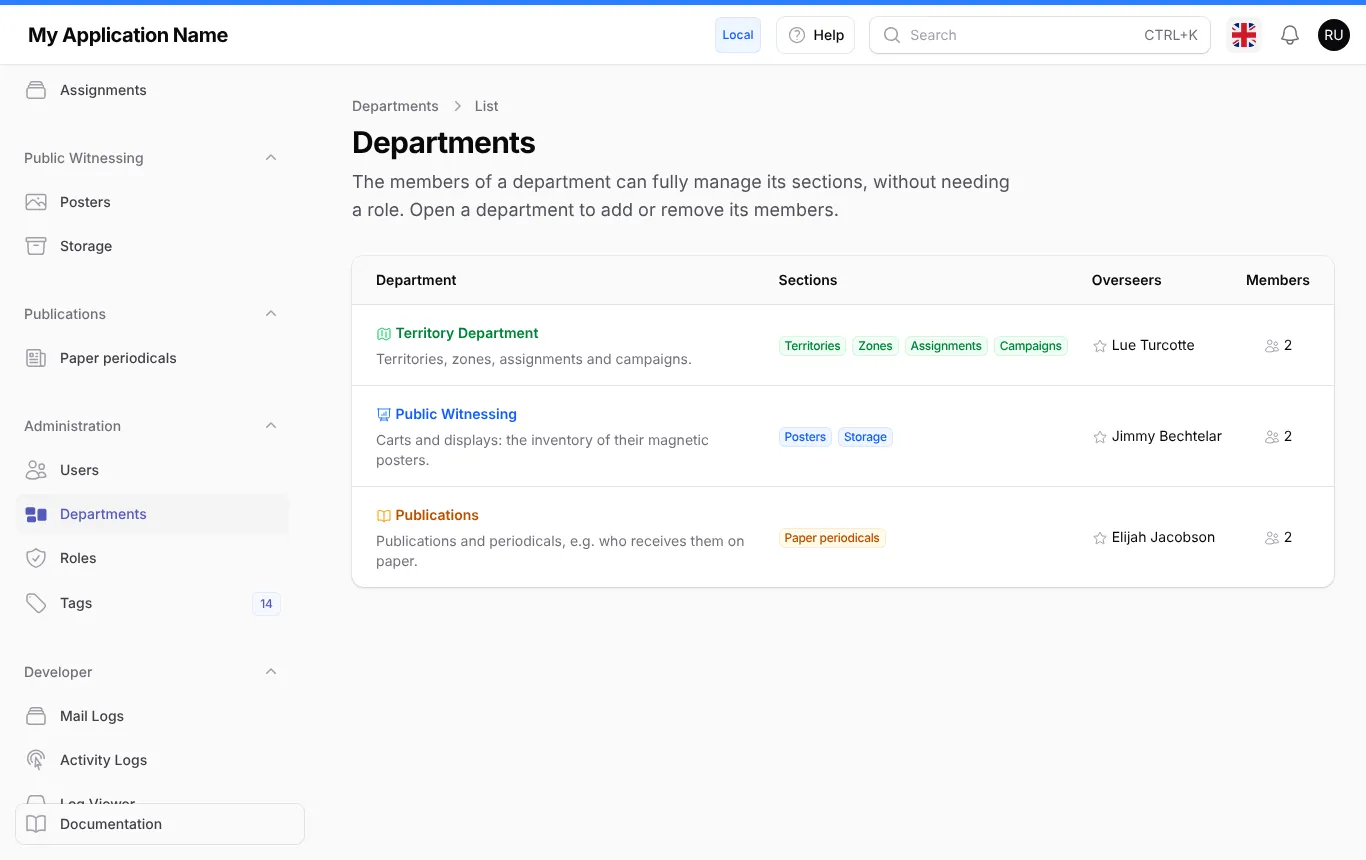 My Application Name
Local
Help
Search
CTRL+K
RU
Assignments
Public Witnessing
Posters
Storage
Publications
Paper periodicals
Administration
Users
Departments
Roles
Tags
14
Developer
Mail Logs
Activity Logs
Log Viewer
Documentation
Departments > List
Departments
The members of a department can fully manage its sections, without needing
a role. Open a department to add or remove its members.
Department Sections Overseers Members
Territory Department
Territories, zones, assignments and campaigns.
Territories Zones Assignments Campaigns
Lue Turcotte
2
Public Witnessing
Carts and displays: the inventory of their magnetic
posters.
Posters Storage
Jimmy Bechtelar
2
Publications
Publications and periodicals, e.g. who receives them on
paper.
Paper periodicals
Elijah Jacobson
2